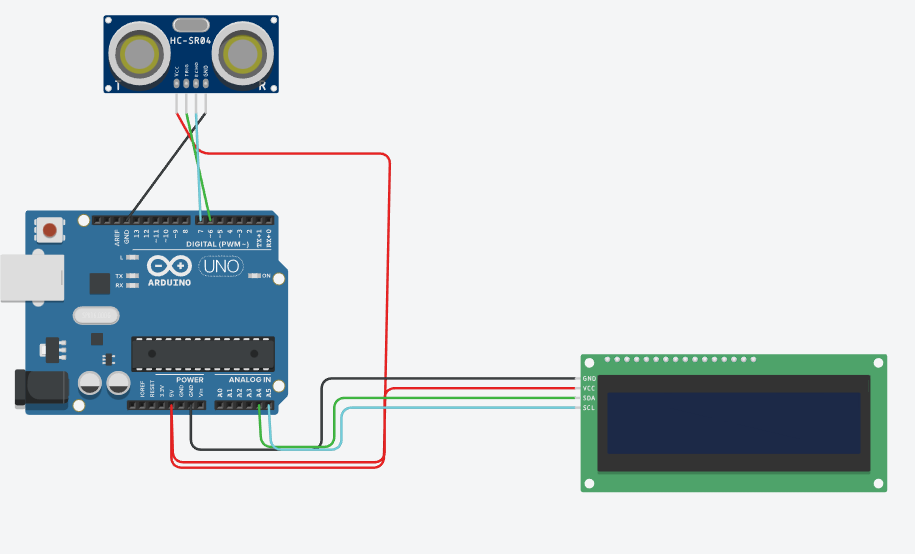 HC-SR04
VCC
TRIG
ECHO
GND
T
R
AREF
GND
13
12
~11
~10
~9
8
7
~6
~5
4
~3
2
TX→1
RX←0
DIGITAL (PWM~)
L
TX
RX
ARDUINO
UNO
ON
POWER
ANALOG IN
IOREF
RESET
3.3V
5V
GND
GND
Vin
A0
A1
A2
A3
A4
A5
GND
VCC
SDA
SCL